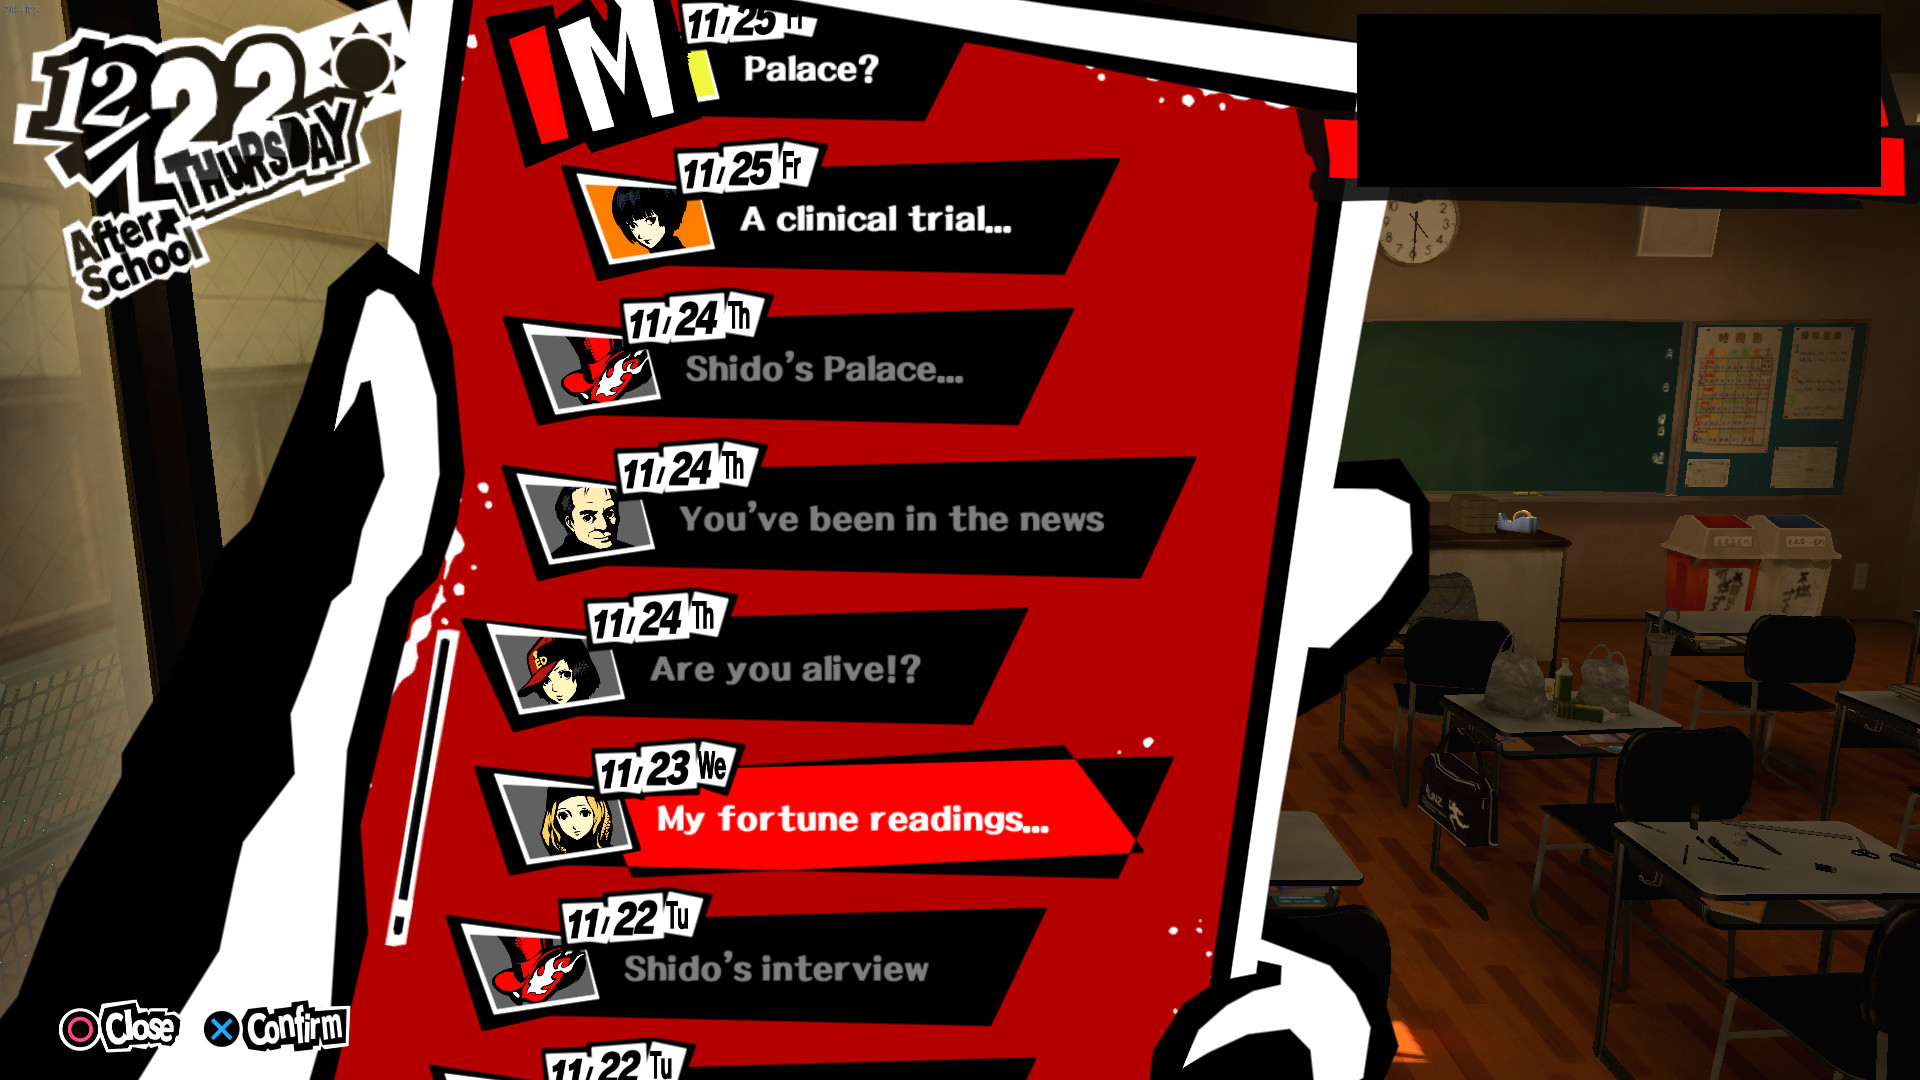 12/22
THURSDAY
After School
IM
11/25 Fr
Palace?
11/25 Fr
A clinical trial...
11/24 Th
Shido's Palace...
11/24 Th
You've been in the news
11/24 Th
Are you alive!?
11/23 We
My fortune readings...
11/22 Tu
Shido's interview
11/22 Tu
Close
Confirm